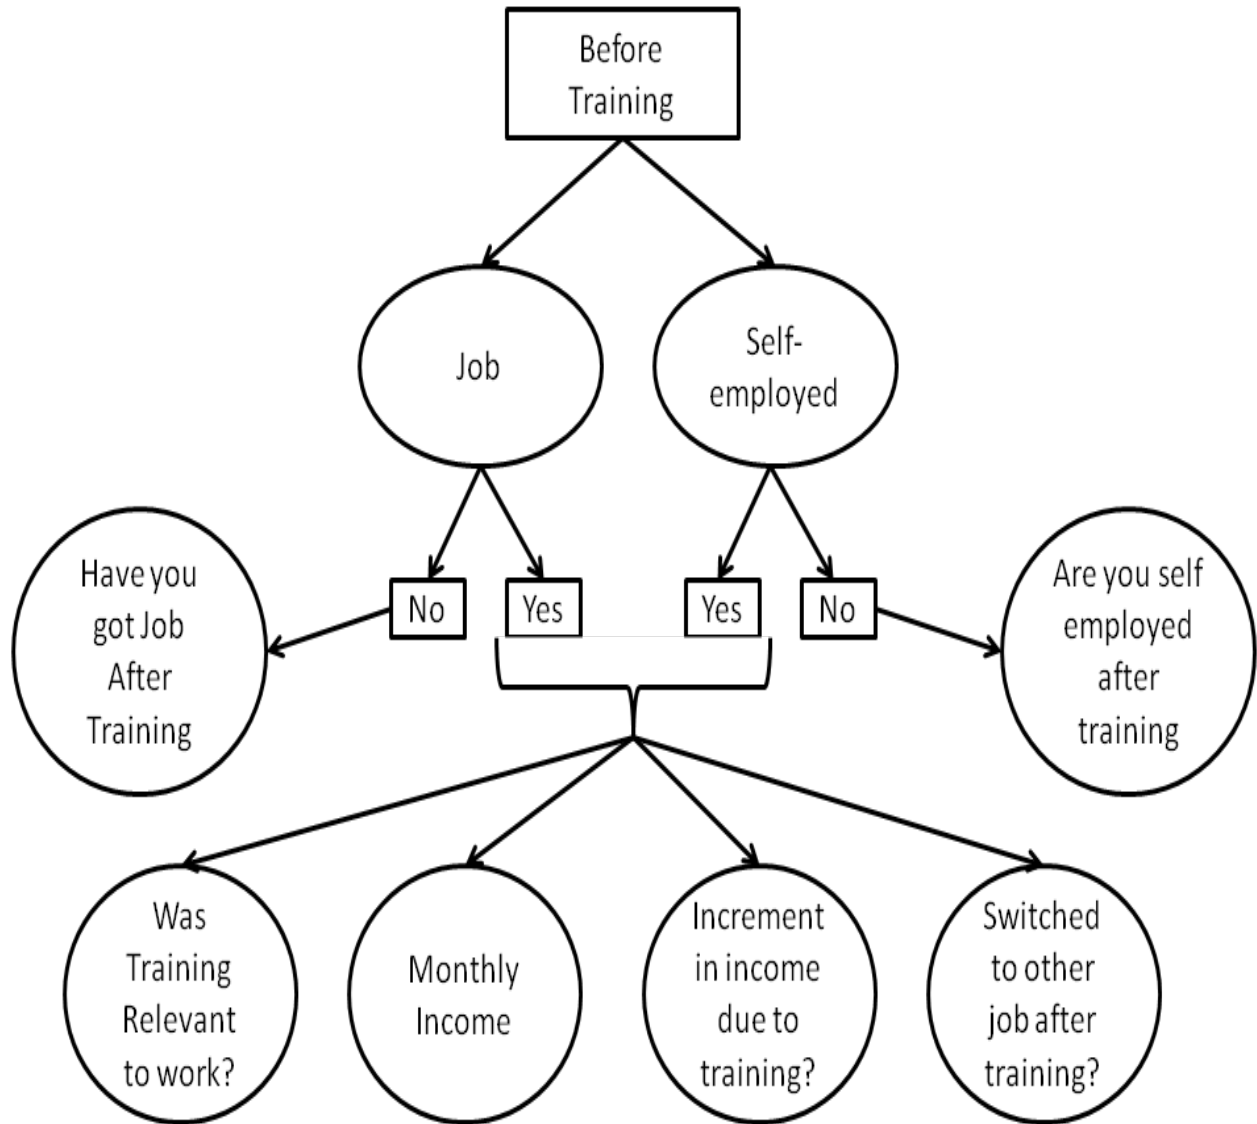 Before
Training
Job
Self-
employed
Have you
got Job
After
Training
No
Yes
Yes
No
Are you self
employed
after
training
Was
Training
Relevant
to work?
Monthly
Income
Increment
in income
due to
training?
Switched
to other
job after
training?